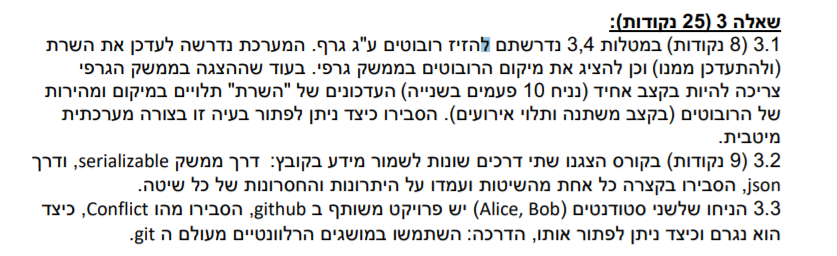 שאלה 3 (25 נקודות):
3.1 (8 נקודות) במטלות 3,4 נדרשתם להזיז רובוטים ע"ג גרף. המערכת נדרשה לעדכן את השרת
(ולהתעדכן ממנו) וכן להציג את מיקום הרובוטים בממשק גרפי. בעוד שההצגה בממשק הגרפי
צריכה להיות בקצב אחיד (נניח 10 פעמים בשנייה) העדכונים של "השרת" תלויים במיקום ומהירות
של הרובוטים (בקצב משתנה ותלוי אירועים). הסבירו כיצד ניתן לפתור בעיה זו בצורה מערכתית
מיטבית.
3.2 (9 נקודות) בקורס הצגנו שתי דרכים שונות לשמור מידע בקובץ: דרך ממשק serializable, ודרך
json, הסבירו בקצרה כל אחת מהשיטות ועמדו על היתרונות והחסרונות של כל שיטה.
3.3 הניחו שלשני סטודנטים (Alice, Bob) יש פרויקט משותף ב github, הסבירו מהו Conflict, כיצד
הוא נגרם וכיצד ניתן לפתור אותו, הדרכה: השתמשו במושגים הרלוונטיים מעולם ה git.